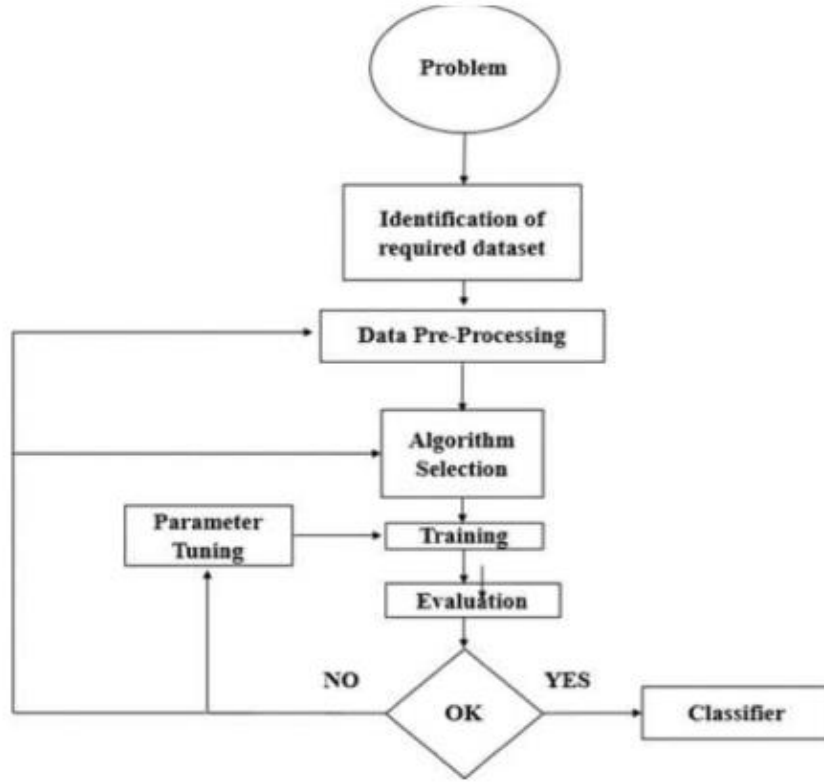 Problem
Identification of
required dataset
Data Pre-Processing
Algorithm
Selection
Parameter
Tuning
Training
Evaluation
NO
YES
OK
Classifier